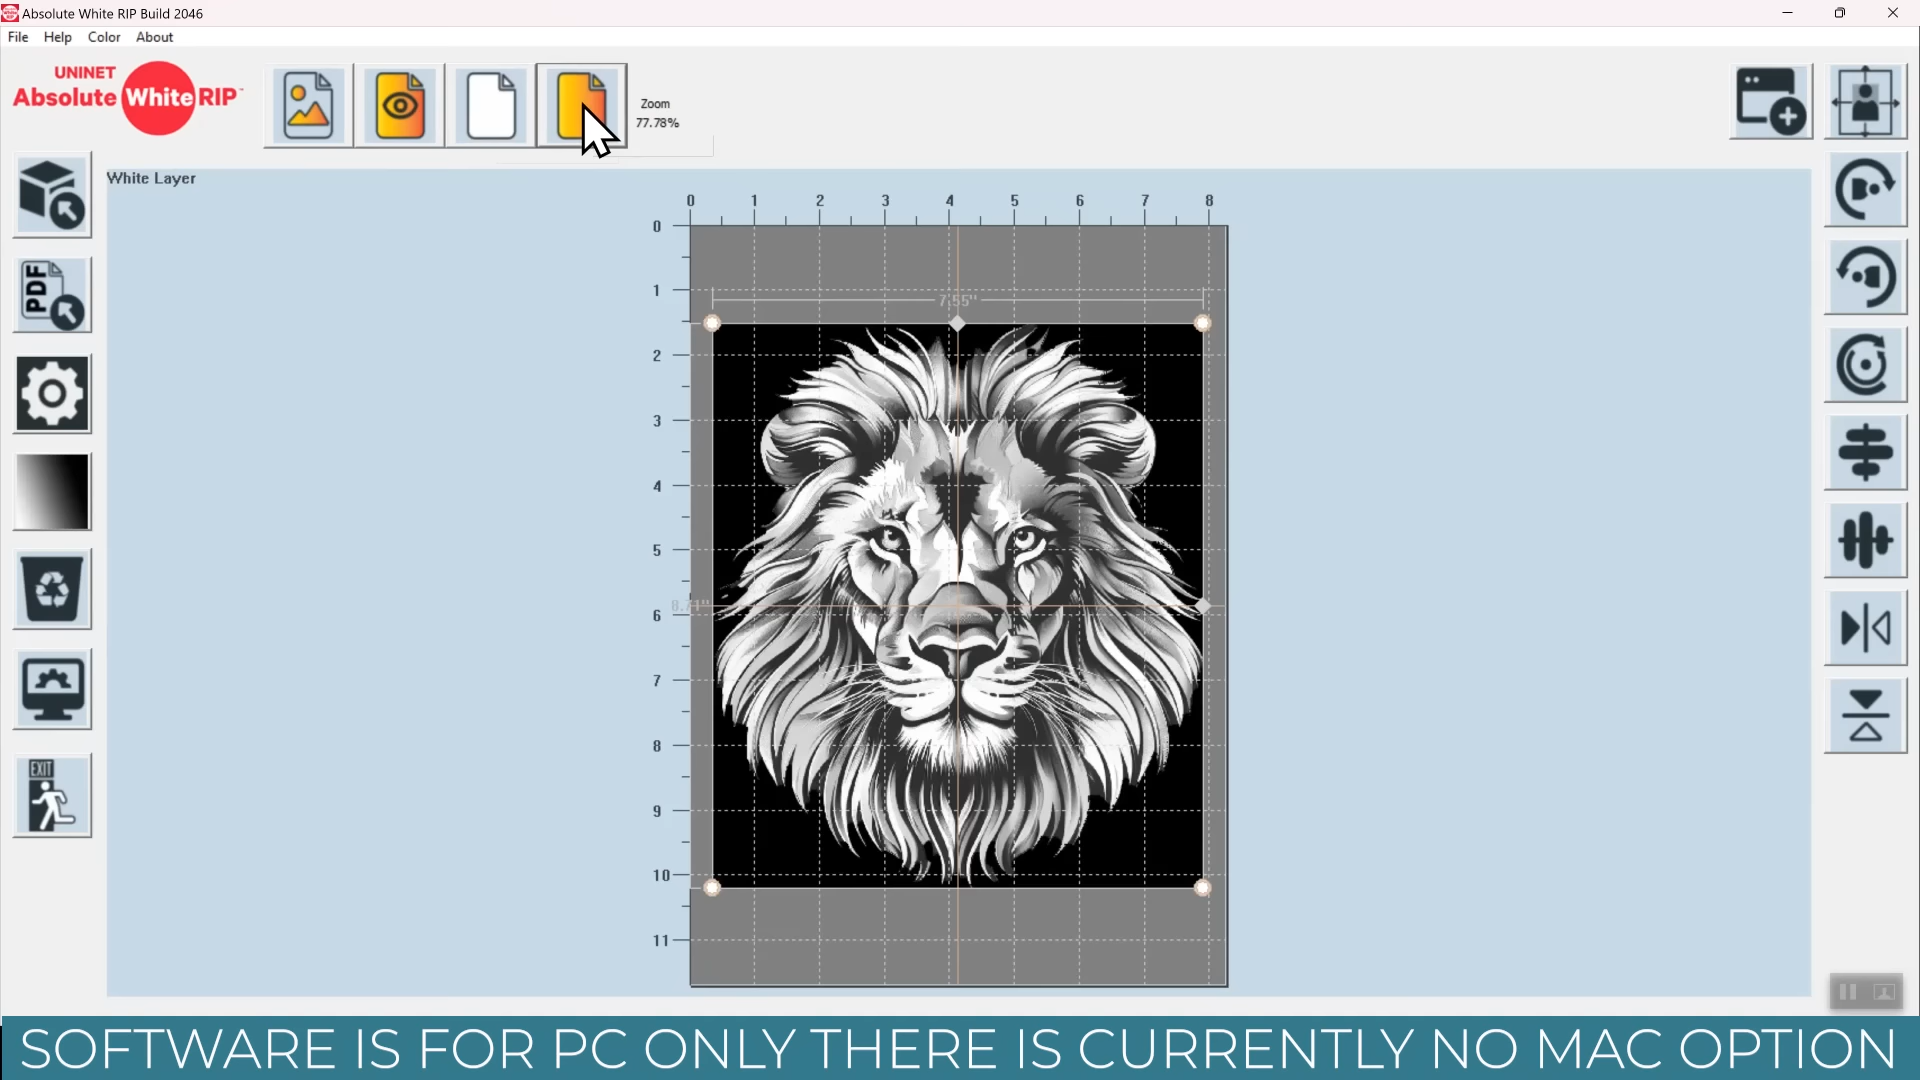 Absolute White RIP Build 2046
File Help Color About
UNINET
Absolute White RIP
Zoom
77.78%
White Layer
0 1 2 3 4 5 6 7 8
0
1
7.55"
2
3
4
5
8.71"
6
7
8
9
10
11
PDF
EXIT
SOFTWARE IS FOR PC ONLY THERE IS CURRENTLY NO MAC OPTION